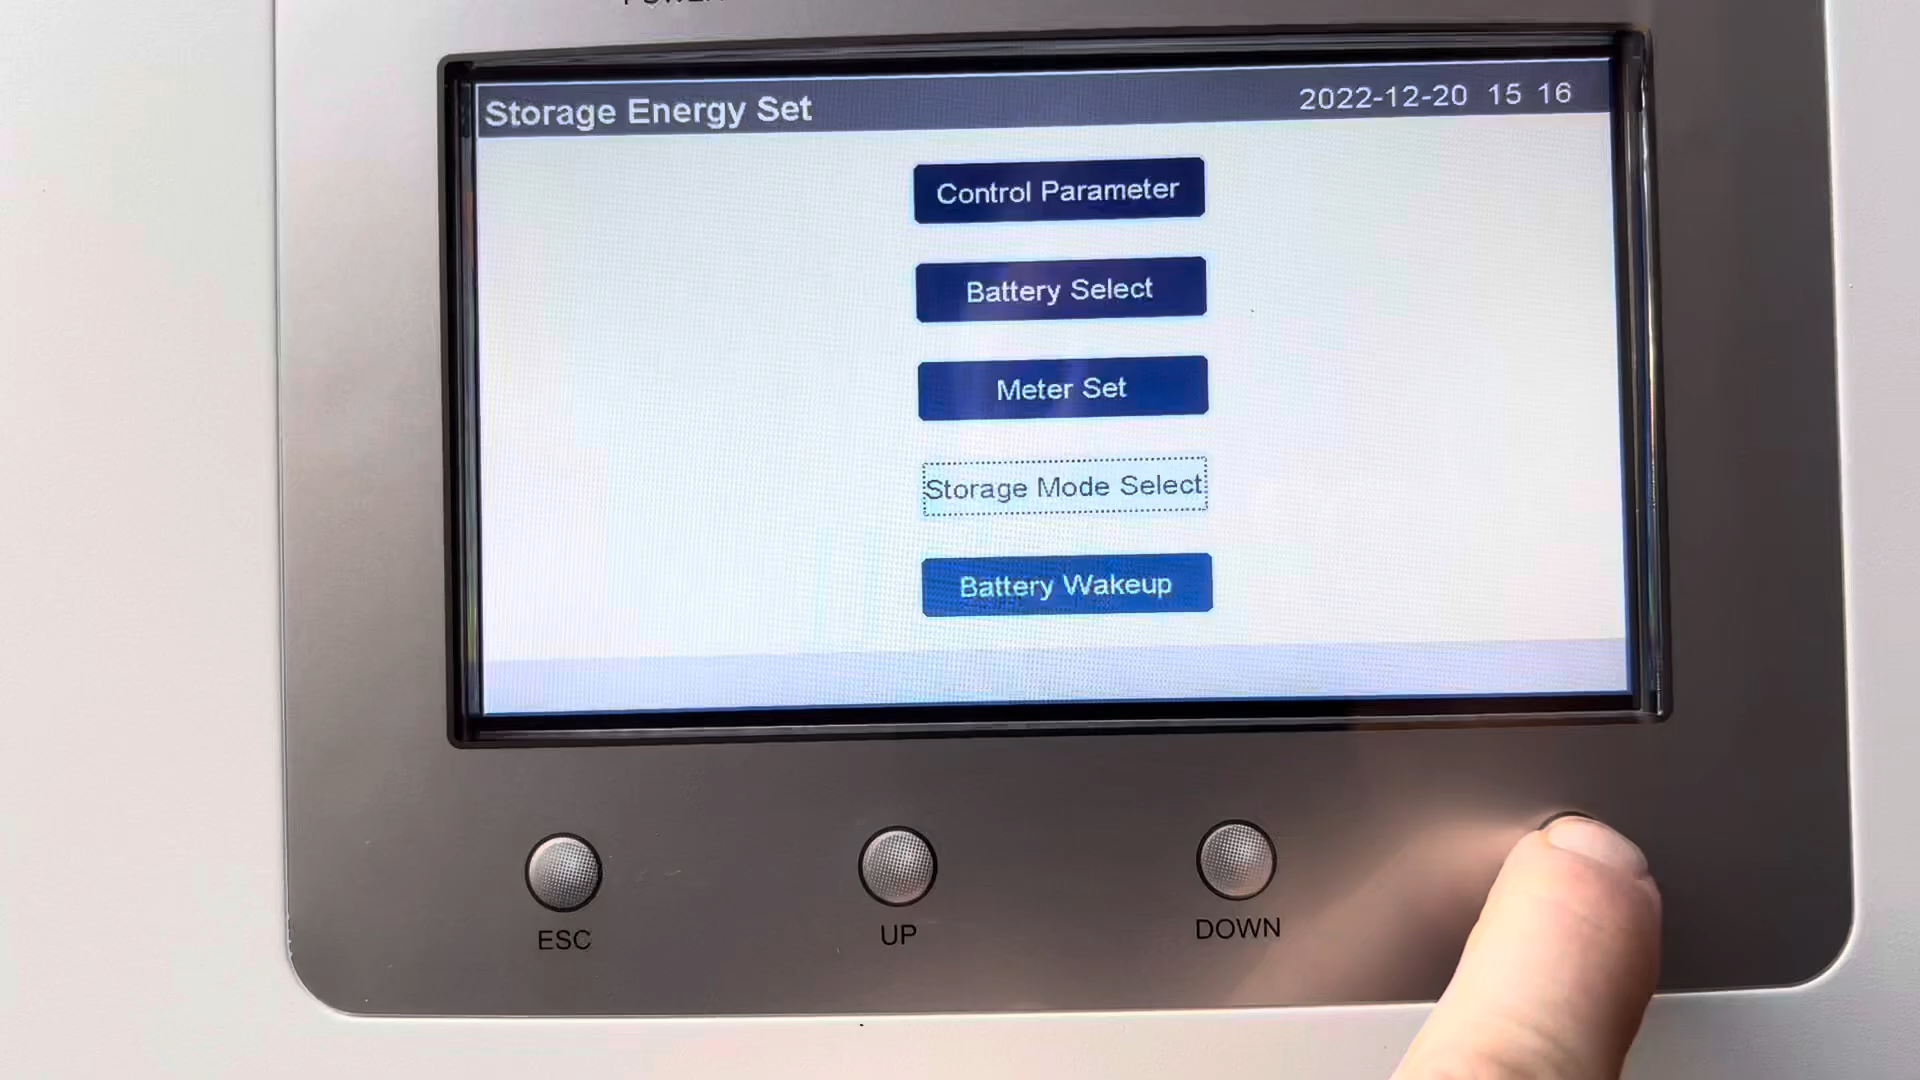 Storage Energy Set
2022-12-20 15 16
Control Parameter
Battery Select
Meter Set
Storage Mode Select
Battery Wakeup
ESC
UP
DOWN